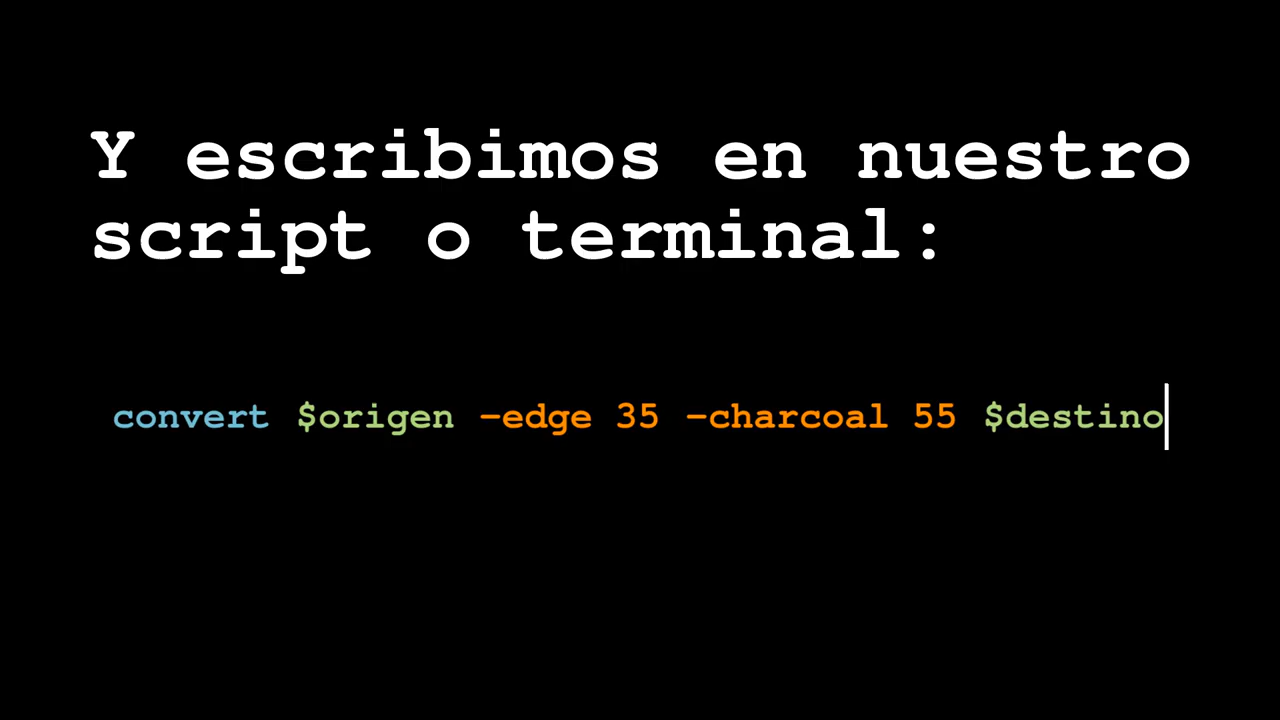 Y escribimos en nuestro
script o terminal:
convert $origen –edge 35 –charcoal 55 $destino